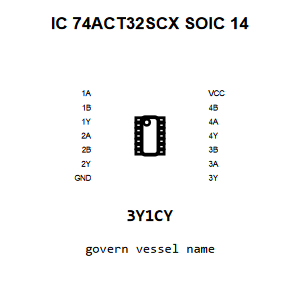 IC 74ACT32SCX SOIC 14
1A VCC
1B 4B
1Y 4A
2A 4Y
2B 3B
2Y 3A
GND 3Y
3Y1CY
govern vessel name